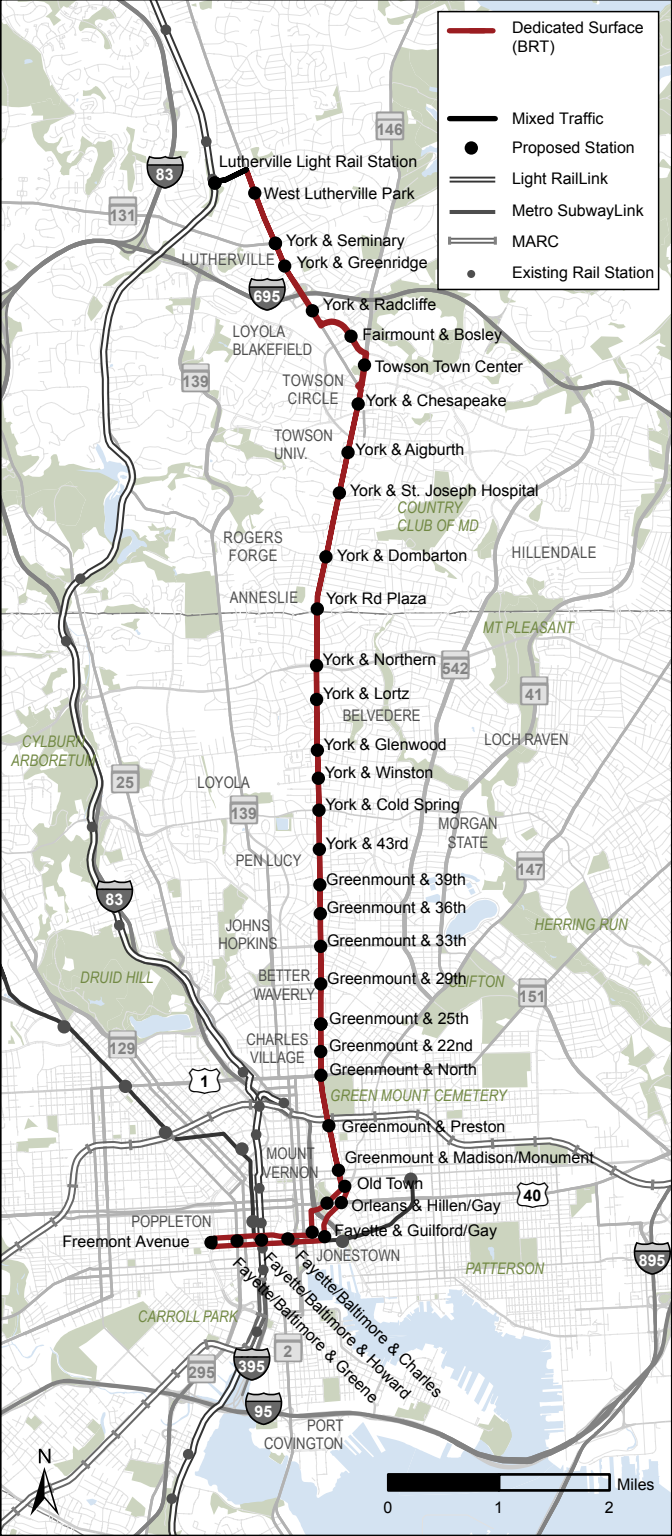 Dedicated Surface
(BRT)
Mixed Traffic
Proposed Station
Light RailLink
Metro SubwayLink
MARC
Existing Rail Station
146
83
Lutherville Light Rail Station
West Lutherville Park
131
York & Seminary
LUTHERVILLE
York & Greenridge
695
York & Radcliffe
LOYOLA
BLAKEFIELD
Fairmount & Bosley
Towson Town Center
139
TOWSON
CIRCLE
York & Chesapeake
TOWSON
UNIV.
York & Aigburth
York & St. Joseph Hospital
COUNTRY
CLUB OF MD
ROGERS
FORGE
HILLENDALE
York & Dombarton
ANNESLIE
York Rd Plaza
MT PLEASANT
York & Northern
542
41
York & Lortz
BELVEDERE
CYLBURN
ARBORETUM
York & Glenwood
LOCH RAVEN
25
York & Winston
LOYOLA
139
York & Cold Spring
MORGAN
STATE
York & 43rd
PEN LUCY
147
Greenmount & 39th
83
Greenmount & 36th
HERRING RUN
JOHNS
HOPKINS
Greenmount & 33th
DRUID HILL
BETTER
WAVERLY
Greenmount & 29th
CLIFTON
151
Greenmount & 25th
129
CHARLES
VILLAGE
Greenmount & 22nd
Greenmount & North
1
GREEN MOUNT CEMETERY
Greenmount & Preston
MOUNT
VERNON
Greenmount & Madison/Monument
Old Town
40
Orleans & Hillen/Gay
POPPLETON
Fayette & Guilford/Gay
Freemont Avenue
JONESTOWN
895
PATTERSON
Fayette/Baltimore & Charles
Fayette/Baltimore & Howard
Fayette/Baltimore & Greene
CARROLL PARK
2
395
295
95
PORT
COVINGTON
N
Miles
0 1 2